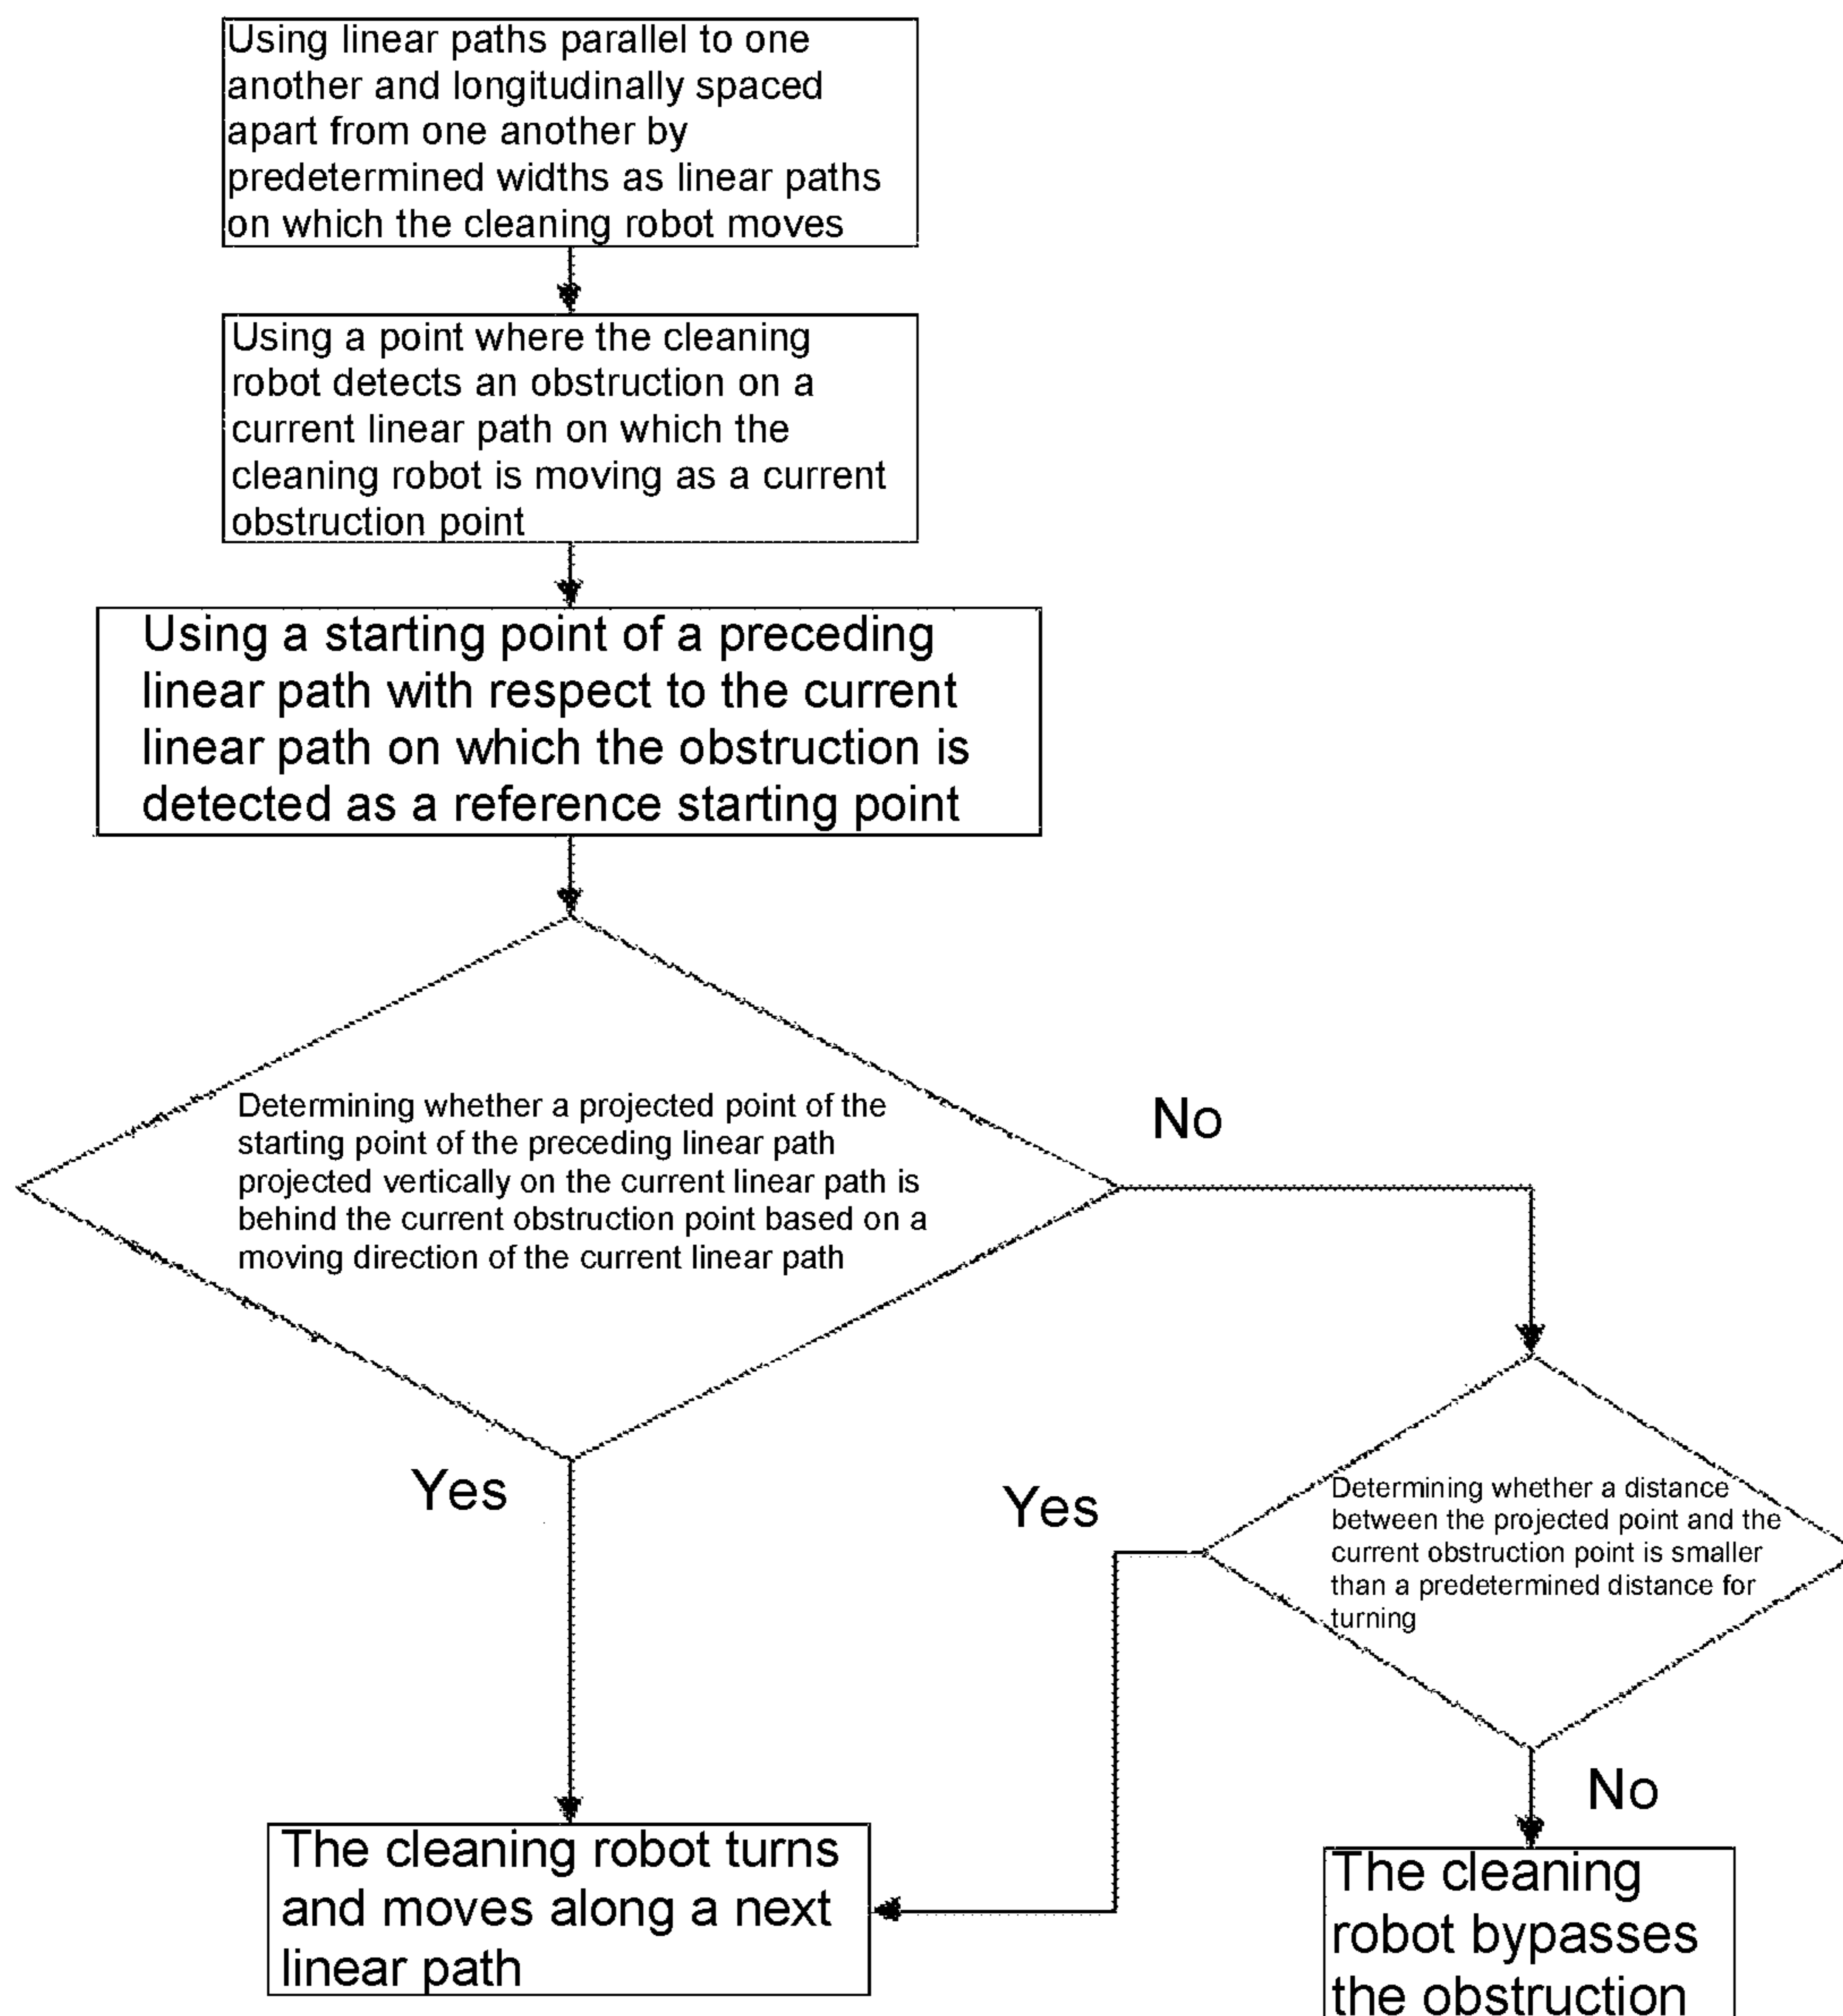 Using linear paths parallel to one
another and longitudinally spaced
apart from one another by
predetermined widths as linear paths
on which the cleaning robot moves
Using a point where the cleaning
robot detects an obstruction on a
current linear path on which the
cleaning robot is moving as a current
obstruction point
Using a starting point of a preceding
linear path with respect to the current
linear path on which the obstruction is
detected as a reference starting point
Determining whether a projected point of the
starting point of the preceding linear path
projected vertically on the current linear path is
behind the current obstruction point based on a
moving direction of the current linear path
No
Yes
Yes
Determining whether a distance
between the projected point and the
current obstruction point is smaller
than a predetermined distance for
turning
No
The cleaning robot turns
and moves along a next
linear path
The cleaning
robot bypasses
the obstruction